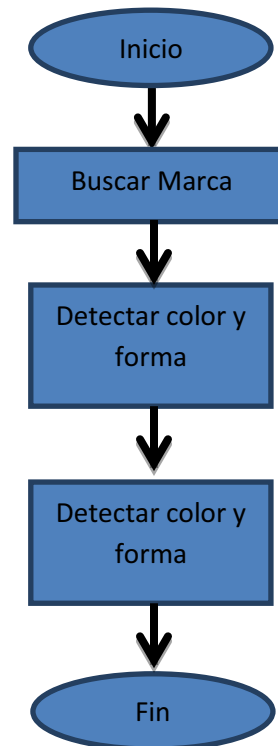 Inicio
Buscar Marca
Detectar color y
forma
Detectar color y
forma
Fin